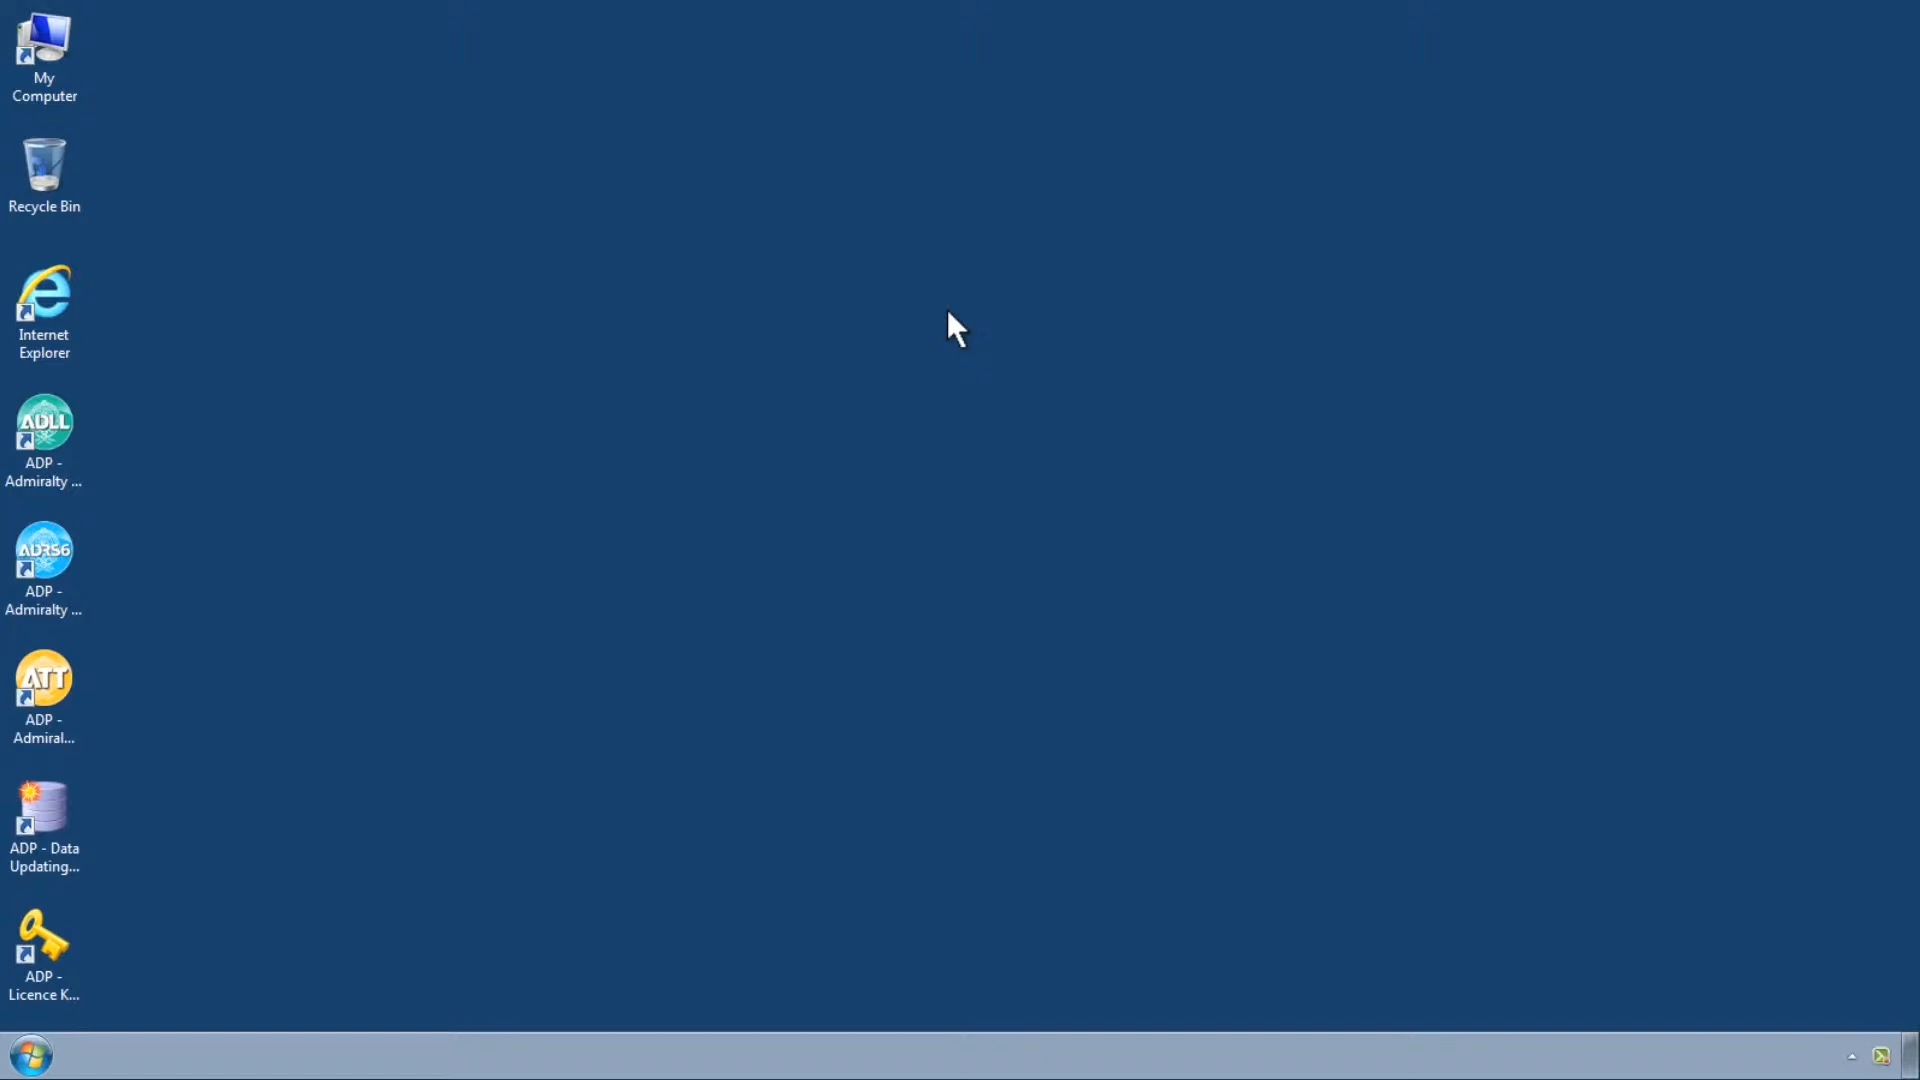 My
Computer
Recycle Bin
Internet
Explorer
ADLL
ADP -
Admiralty ...
ADRS6
ADP -
Admiralty ...
ATT
ADP -
Admiral...
ADP - Data
Updating...
ADP -
Licence K...